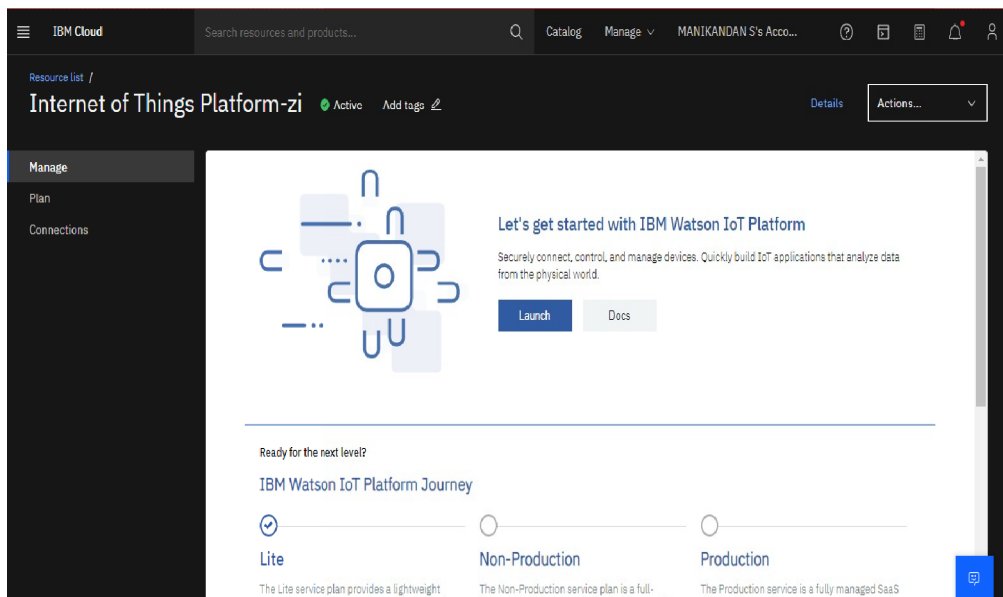 IBM Cloud
Search resources and products...
Catalog
Manage
MANIKANDAN S's Acco...
Resource list /
Internet of Things Platform-zi
Active
Add tags
Details
Actions...
Manage
Plan
Connections
Let's get started with IBM Watson IoT Platform
Securely connect, control, and manage devices. Quickly build IoT applications that analyze data
from the physical world.
Launch
Docs
Ready for the next level?
IBM Watson IoT Platform Journey
Lite
Non-Production
Production
The Lite service plan provides a lightweight
The Non-Production service plan is a full-
The Production service is a fully managed SaaS